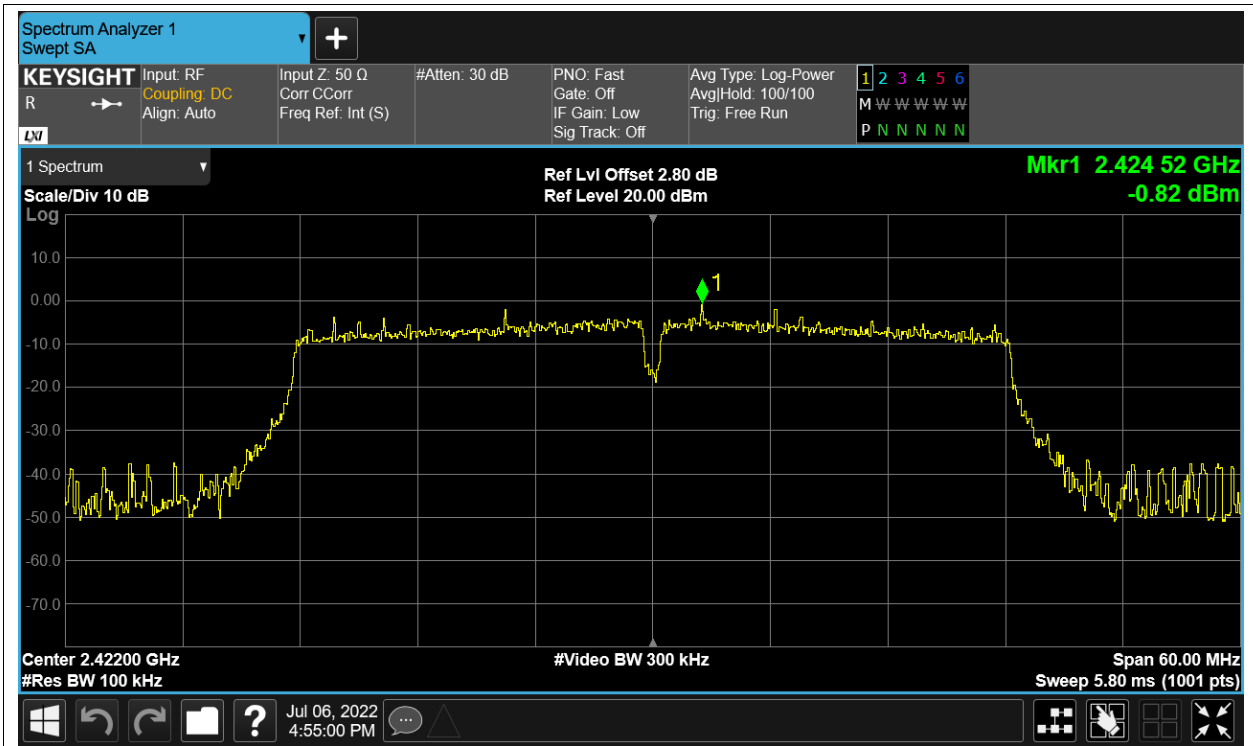 Spectrum Analyzer 1
Swept SA
+
KEYSIGHT
R
LXI
Input: RF
Coupling: DC
Align: Auto
Input Z: 50 Ω
Corr CCorr
Freq Ref: Int (S)
#Atten: 30 dB
PNO: Fast
Gate: Off
IF Gain: Low
Sig Track: Off
Avg Type: Log-Power
Avg|Hold: 100/100
Trig: Free Run
1 2 3 4 5 6
M W W W W W
P N N N N N
1 Spectrum
Scale/Div 10 dB
Log
Ref Lvl Offset 2.80 dB
Ref Level 20.00 dBm
Mkr1 2.424 52 GHz
-0.82 dBm
10.0
0.00
-10.0
-20.0
-30.0
-40.0
-50.0
-60.0
-70.0
1
Center 2.42200 GHz
#Res BW 100 kHz
#Video BW 300 kHz
Span 60.00 MHz
Sweep 5.80 ms (1001 pts)
?
Jul 06, 2022
4:55:00 PM